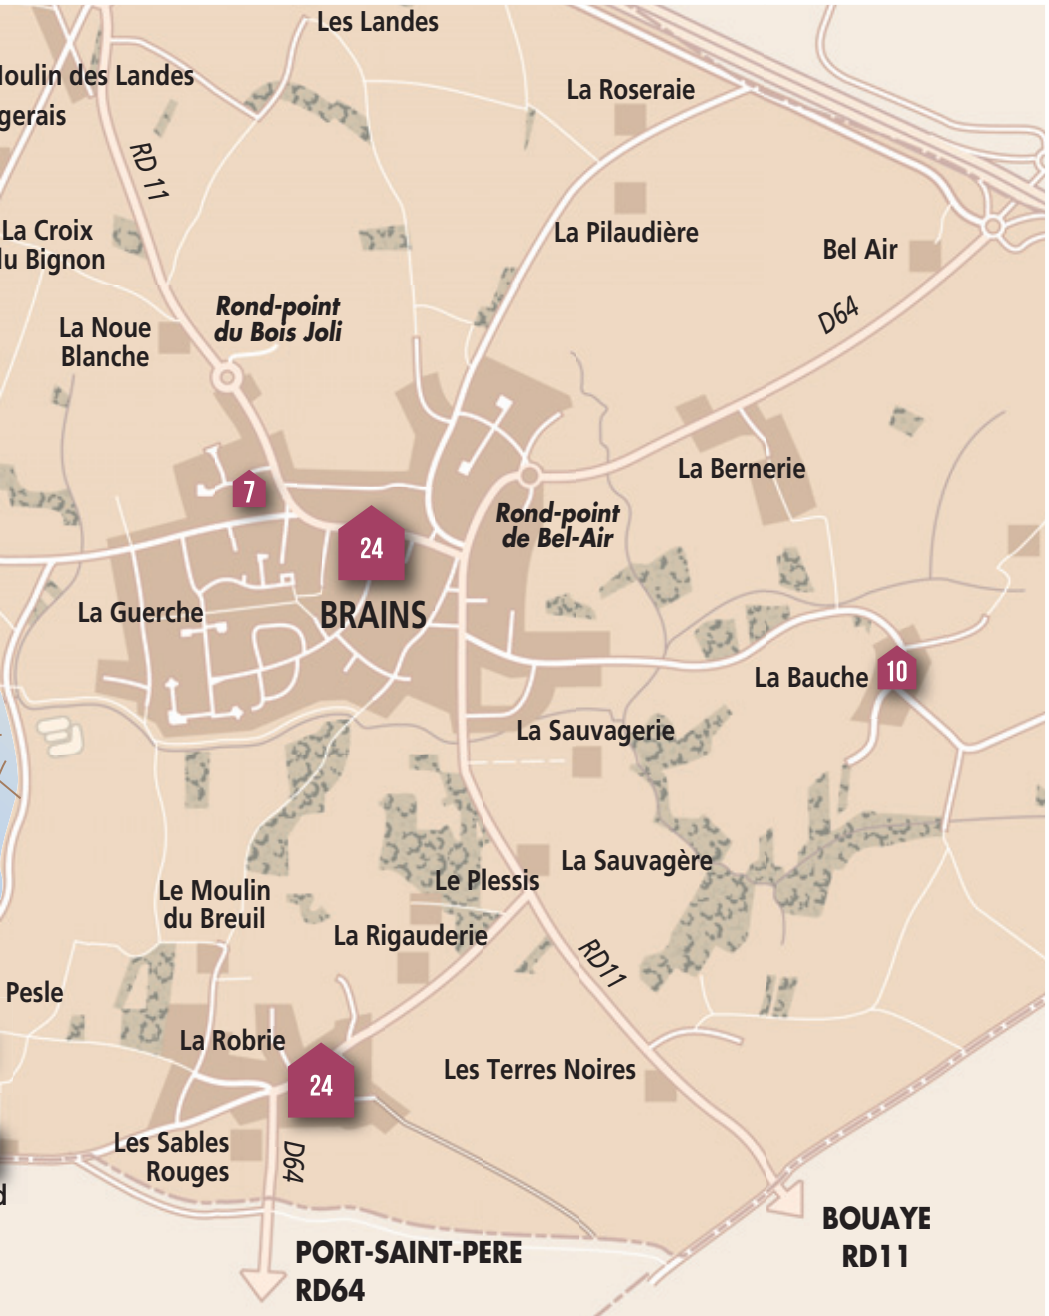 Les Landes
oulin des Landes
gerais
La Roseraie
RD 11
La Croix
du Bignon
La Pilaudière
Bel Air
D64
Rond-point
du Bois Joli
La Noue
Blanche
La Bernerie
7
Rond-point
de Bel-Air
24
La Guerche
BRAINS
La Bauche
10
La Sauvagerie
La Sauvagère
Le Plessis
Le Moulin
du Breuil
La Rigauderie
RD11
Pesle
La Robrie
Les Terres Noires
24
Les Sables
Rouges
D64
d
BOUAYE
RD11
PORT-SAINT-PERE
RD64